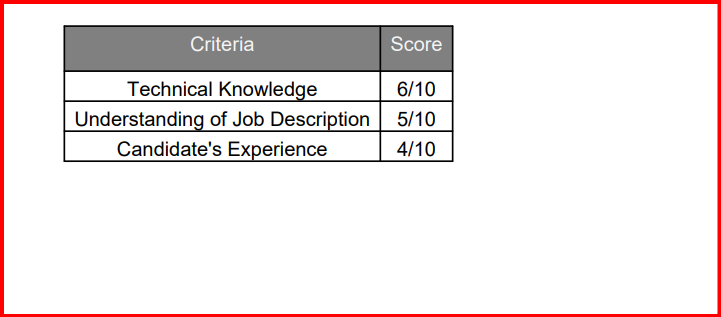 Criteria Score
Technical Knowledge 6/10
Understanding of Job Description 5/10
Candidate's Experience 4/10